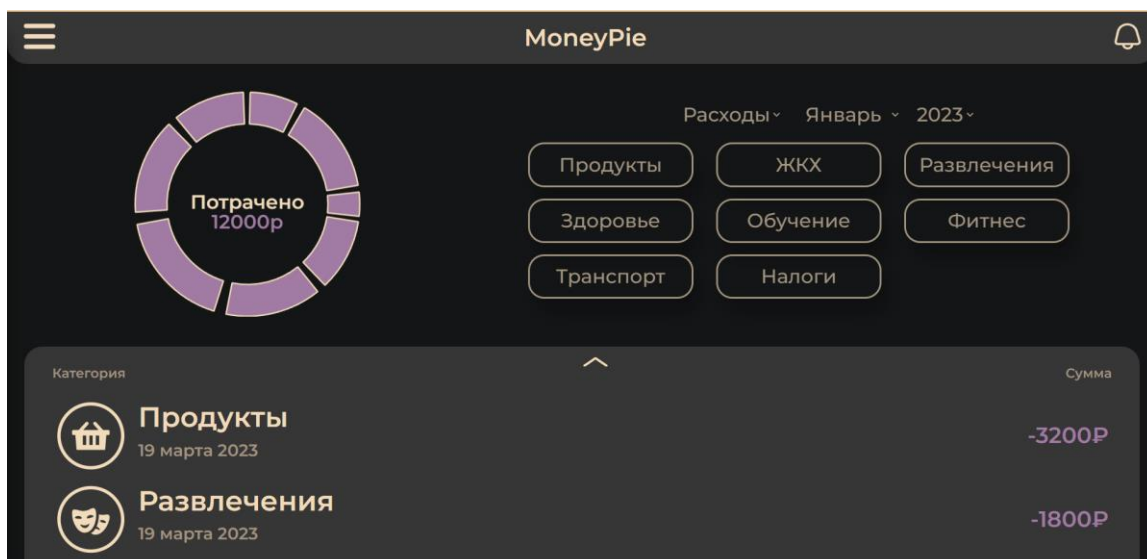 MoneyPie
Потрачено
12000р
Расходы Январь 2023
Продукты ЖКХ Развлечения
Здоровье Обучение Фитнес
Транспорт Налоги
Категория Сумма
Продукты
19 марта 2023
-3200₽
Развлечения
19 марта 2023
-1800₽